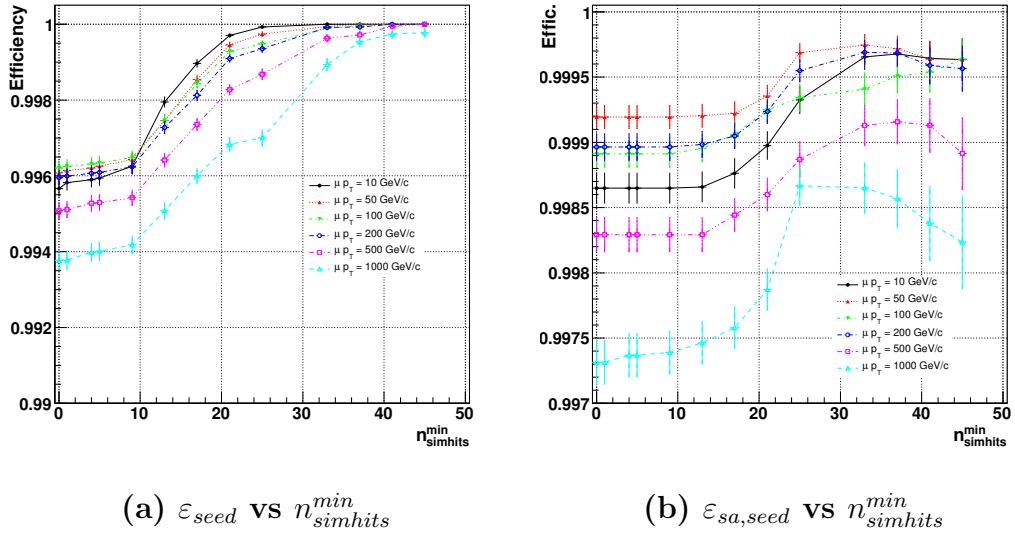 Efficiency
1
0.998
0.996
0.994
0.992
0.99
0 10 20 30 40 50
n^min_simhits
μ p_T = 10 GeV/c
μ p_T = 50 GeV/c
μ p_T = 100 GeV/c
μ p_T = 200 GeV/c
μ p_T = 500 GeV/c
μ p_T = 1000 GeV/c
(a) ε_seed vs n^min_simhits
Effic.
1
0.9995
0.999
0.9985
0.998
0.9975
0.997
0 10 20 30 40 50
n^min_simhits
μ p_T = 10 GeV/c
μ p_T = 50 GeV/c
μ p_T = 100 GeV/c
μ p_T = 200 GeV/c
μ p_T = 500 GeV/c
μ p_T = 1000 GeV/c
(b) ε_sa,seed vs n^min_simhits